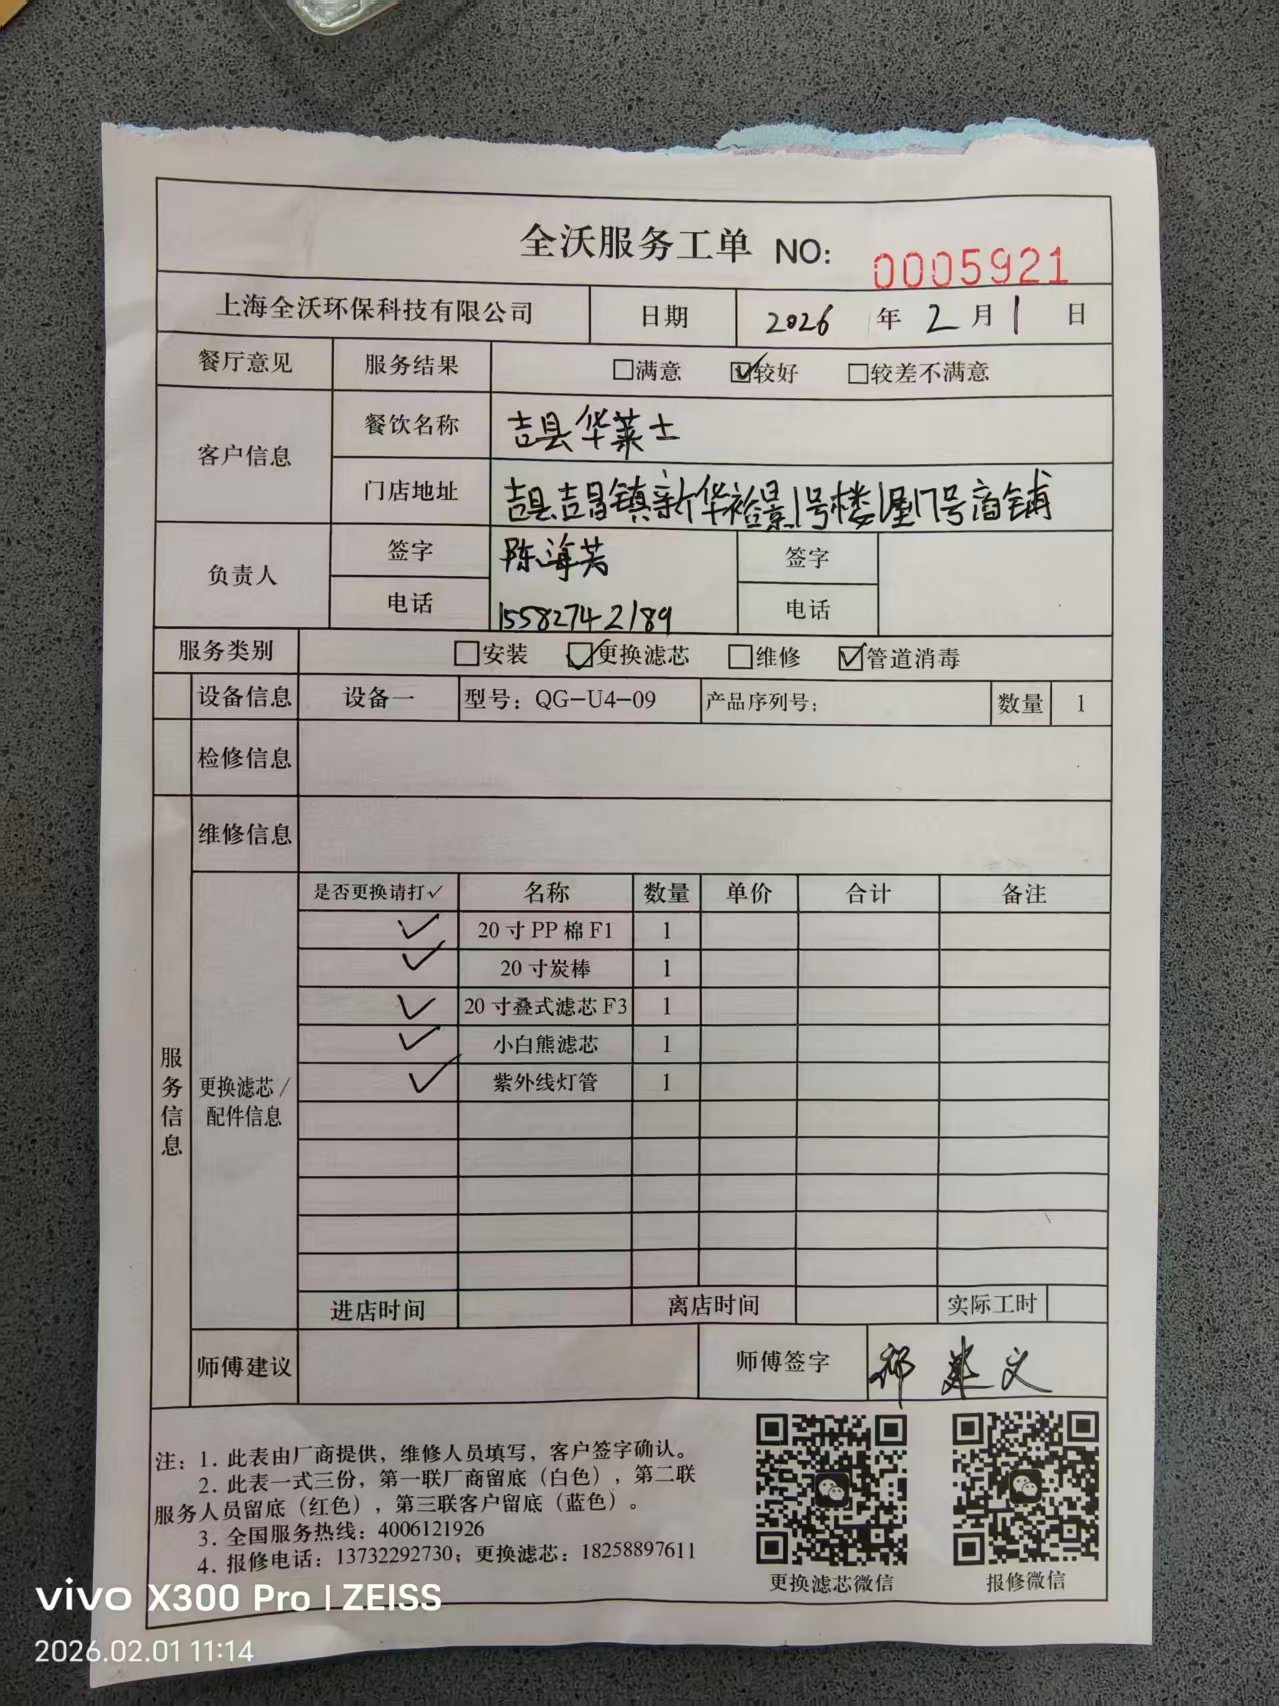 全沃服务工单 NO: 0005921
上海全沃环保科技有限公司 日期 2026 年 2 月 1 日
餐厅意见 服务结果 □满意 ☑较好 □较差不满意
客户信息 餐饮名称 吉县华莱士
门店地址 吉县吉昌镇新华裕景1号楼1层17号商铺
负责人 签字 陈海芳 签字
电话 15582742189 电话
服务类别 □安装 ☑更换滤芯 □维修 ☑管道消毒
设备信息 设备一 型号：QG-U4-09 产品序列号： 数量 1
检修信息
维修信息
服务信息
更换滤芯/
配件信息
是否更换请打✓ 名称 数量 单价 合计 备注
✓ 20寸PP棉F1 1
✓ 20寸炭棒 1
✓ 20寸叠式滤芯F3 1
✓ 小白熊滤芯 1
✓ 紫外线灯管 1
进店时间 离店时间 实际工时
师傅建议 师傅签字 建义
注：1. 此表由厂商提供，维修人员填写，客户签字确认。
2. 此表一式三份，第一联厂商留底（白色），第二联
服务人员留底（红色），第三联客户留底（蓝色）。
3. 全国服务热线：4006121926
4. 报修电话：13732292730；更换滤芯：18258897611
更换滤芯微信 报修微信
vivo X300 Pro | ZEISS
2026.02.01 11:14